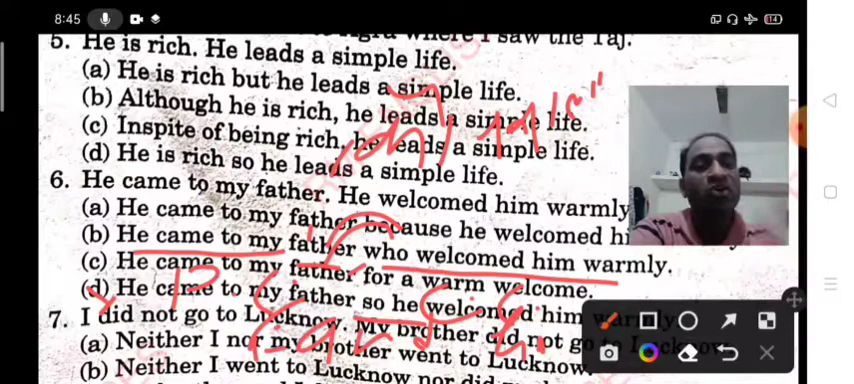 8:45
14
where I saw the Taj.
5. He is rich. He leads a simple life.
(a) He is rich but he leads a simple life.
(b) Although he is rich, he leads a simple life.
(c) Inspite of being rich, he leads a simple life.
(d) He is rich so he leads a simple life.
6. He came to my father. He welcomed him warmly
(a) He came to my father because he welcomed hi
(b) He came to my father who welcomed him warmly.
(c) He came to my father for a warm welcome.
(d) He came to my father so he welcomed him warmly
7. I did not go to Lucknow. My brother did not go to Lucknow.
(a) Neither I nor my brother went to Lucknow.
(b) Neither I went to Lucknow nor did